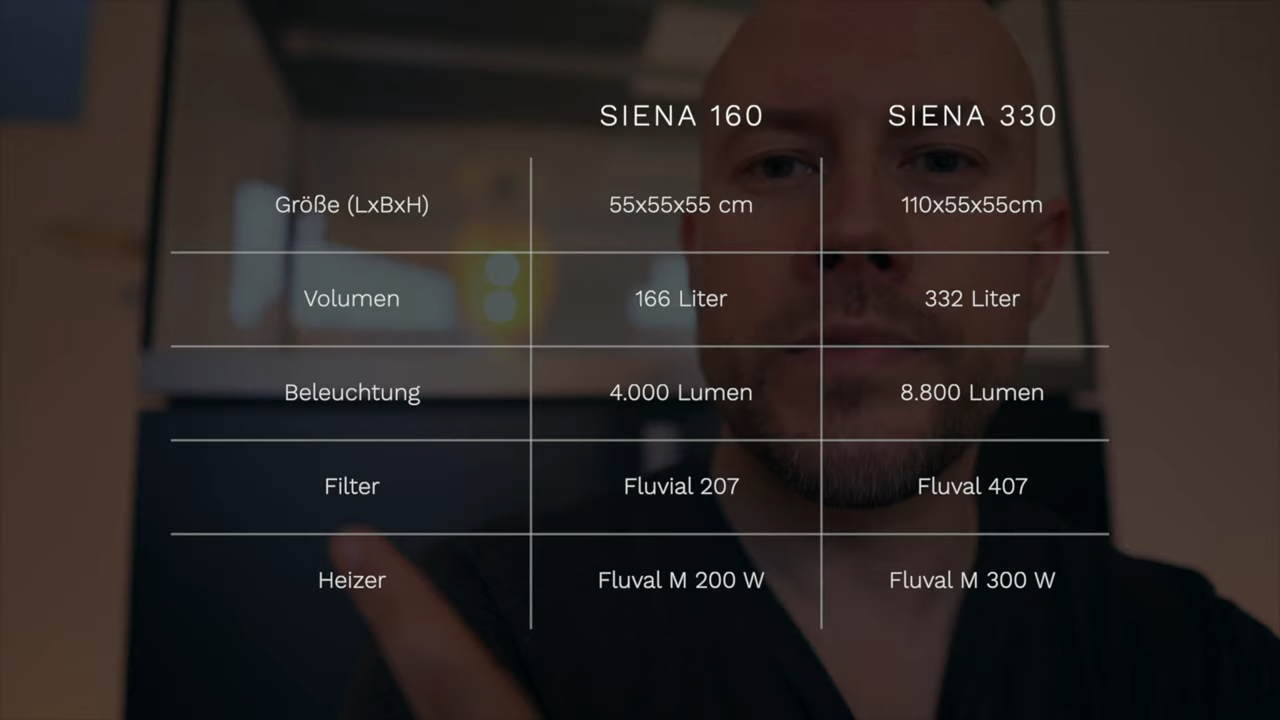 SIENA 160 SIENA 330
Größe (LxBxH) 55x55x55 cm 110x55x55cm
Volumen 166 Liter 332 Liter
Beleuchtung 4.000 Lumen 8.800 Lumen
Filter Fluvial 207 Fluval 407
Heizer Fluval M 200 W Fluval M 300 W